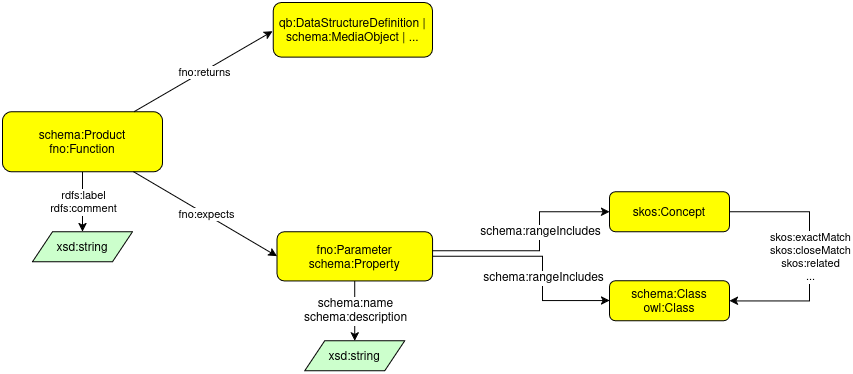 qb:DataStructureDefinition |
schema:MediaObject | ...
fno:returns
schema:Product
fno:Function
rdfs:label
rdfs:comment
xsd:string
fno:expects
fno:Parameter
schema:Property
schema:name
schema:description
xsd:string
schema:rangeIncludes
schema:rangeIncludes
skos:Concept
skos:exactMatch
skos:closeMatch
skos:related
...
schema:Class
owl:Class